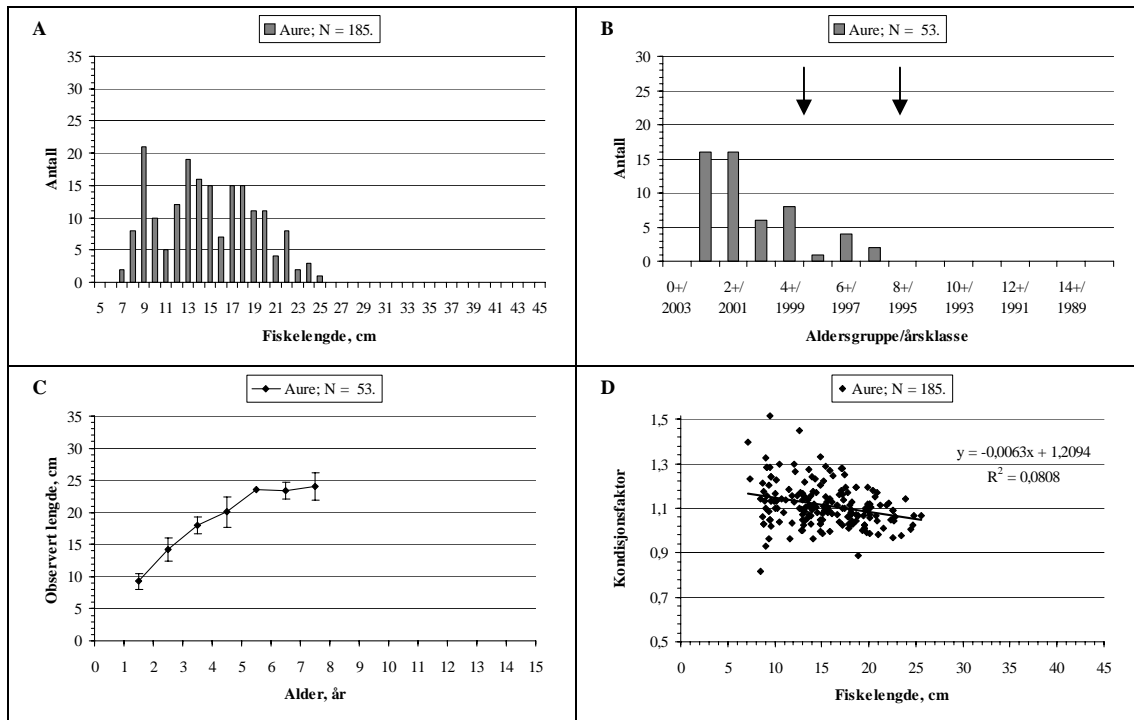 A
Aure; N = 185.
35
30
25
20
15
10
5
0
Antall
5 7 9 11 13 15 17 19 21 23 25 27 29 31 33 35 37 39 41 43 45
Fiskelengde, cm
B
Aure; N = 53.
30
25
20
15
10
5
0
Antall
0+/ 2+/ 4+/ 6+/ 8+/ 10+/ 12+/ 14+/
2003 2001 1999 1997 1995 1993 1991 1989
Aldersgruppe/årsklasse
C
Aure; N = 53.
35
30
25
20
15
10
5
0
Observert lengde, cm
0 1 2 3 4 5 6 7 8 9 10 11 12 13 14 15
Alder, år
D
Aure; N = 185.
1,5
1,3
1,1
0,9
0,7
0,5
Kondisjonsfaktor
y = -0,0063x + 1,2094
R² = 0,0808
0 5 10 15 20 25 30 35 40 45
Fiskelengde, cm